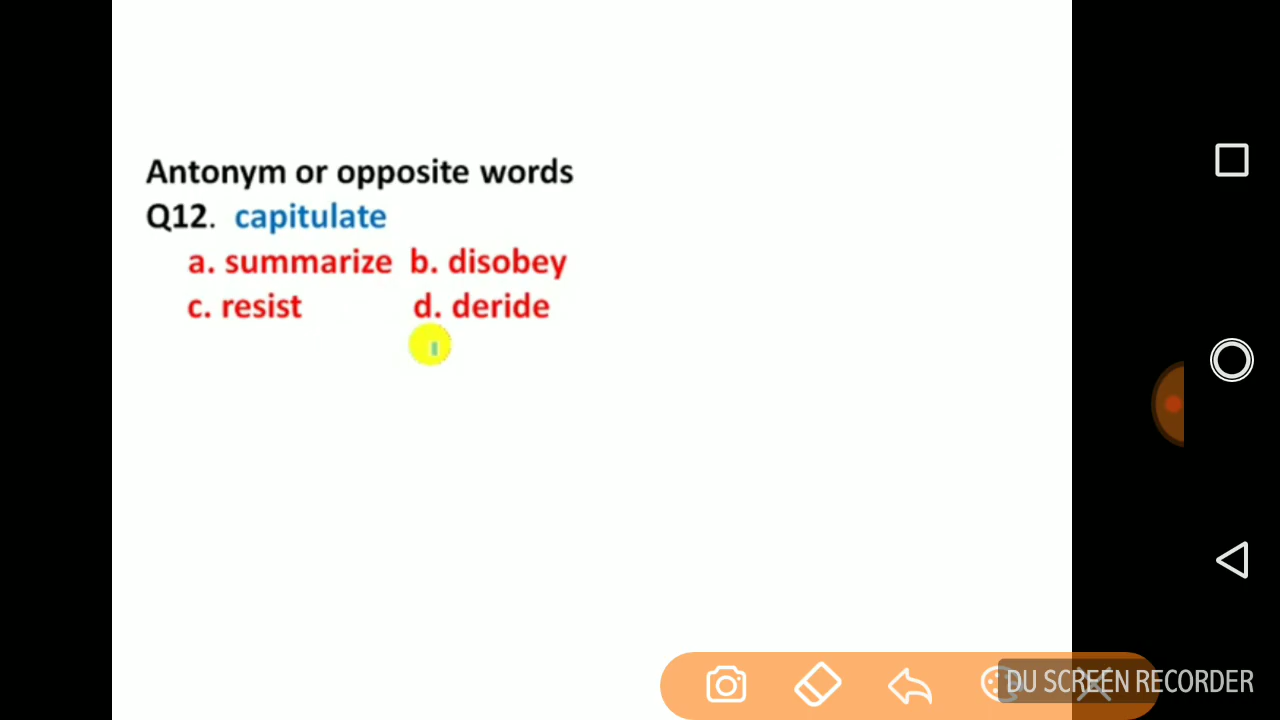 Antonym or opposite words
Q12. capitulate
a. summarize b. disobey
c. resist d. deride
DU SCREEN RECORDER